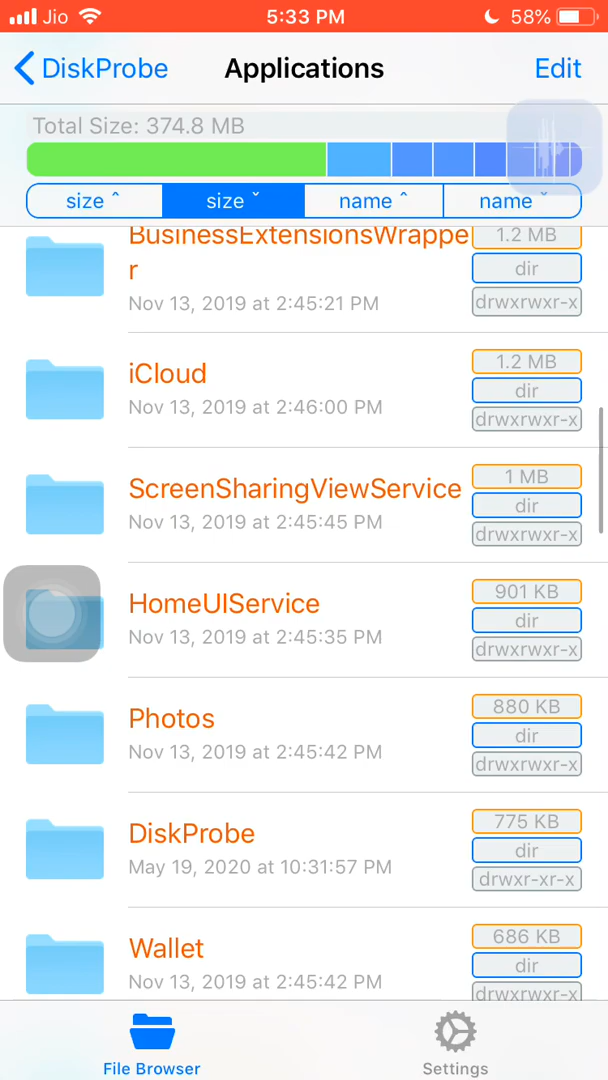 Jio 5:33 PM 58%
DiskProbe Applications Edit
Total Size: 374.8 MB
size ˆ size ˇ name ˆ name ˇ
BusinessExtensionsWrappe
r
Nov 13, 2019 at 2:45:21 PM
1.2 MB
dir
drwxrwxr-x
iCloud
Nov 13, 2019 at 2:46:00 PM
1.2 MB
dir
drwxrwxr-x
ScreenSharingViewService
Nov 13, 2019 at 2:45:45 PM
1 MB
dir
drwxrwxr-x
HomeUIService
Nov 13, 2019 at 2:45:35 PM
901 KB
dir
drwxrwxr-x
Photos
Nov 13, 2019 at 2:45:42 PM
880 KB
dir
drwxrwxr-x
DiskProbe
May 19, 2020 at 10:31:57 PM
775 KB
dir
drwxr-xr-x
Wallet
Nov 13, 2019 at 2:45:42 PM
686 KB
dir
drwxrwxr-x
File Browser Settings